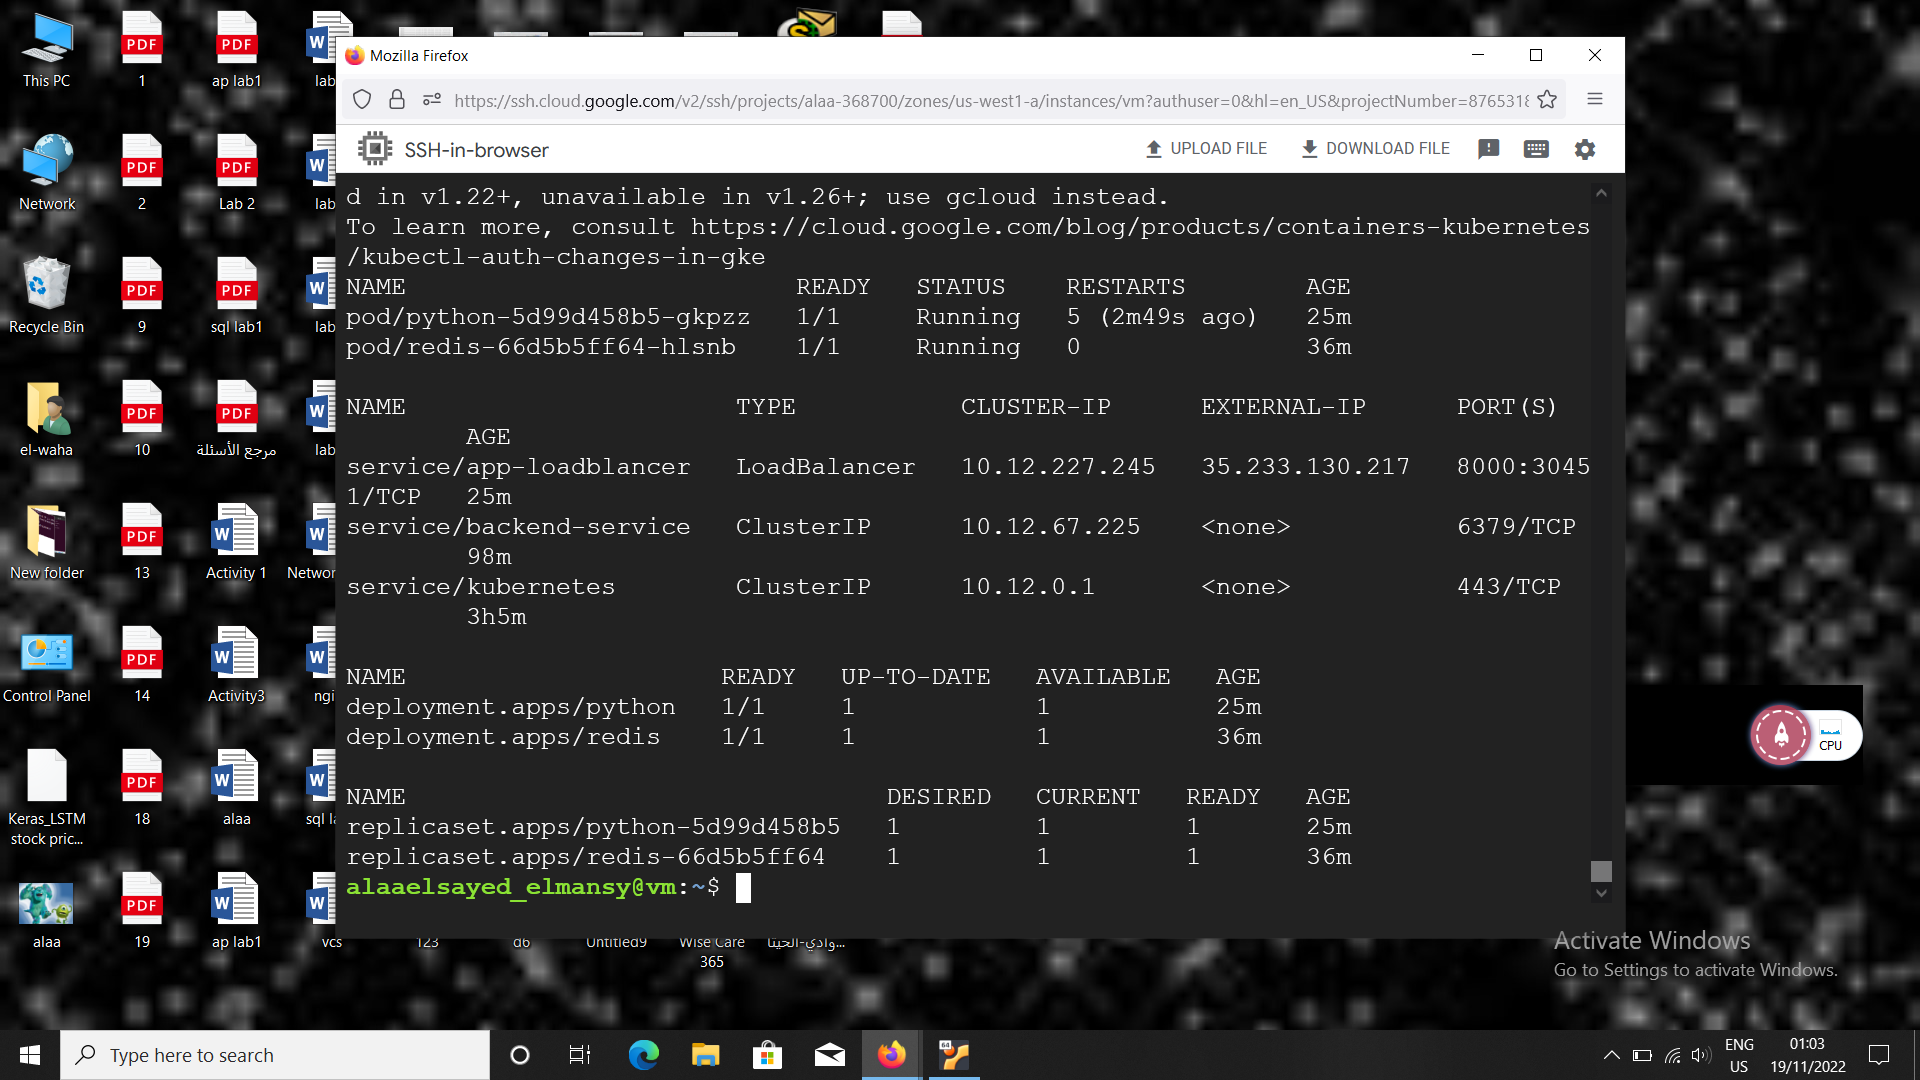 This PC
1
ap lab1
lab
Network
2
Lab 2
lab
Recycle Bin
9
sql lab1
lab
el-waha
10
مرجع الأسئلة
lab
New folder
13
Activity 1
Networ
Control Panel
14
Activity3
ngi
Keras_LSTM
stock pric...
18
alaa
sql la
alaa
19
ap lab1
vcs
123
d6
Untitled9
Wise Care
365
وادي-الحيتا...
Mozilla Firefox
https://ssh.cloud.google.com/v2/ssh/projects/alaa-368700/zones/us-west1-a/instances/vm?authuser=0&hl=en_US&projectNumber=8765318
SSH-in-browser
UPLOAD FILE
DOWNLOAD FILE
d in v1.22+, unavailable in v1.26+; use gcloud instead.
To learn more, consult https://cloud.google.com/blog/products/containers-kubernetes
/kubectl-auth-changes-in-gke
NAME READY STATUS RESTARTS AGE
pod/python-5d99d458b5-gkpzz 1/1 Running 5 (2m49s ago) 25m
pod/redis-66d5b5ff64-hlsnb 1/1 Running 0 36m
NAME TYPE CLUSTER-IP EXTERNAL-IP PORT(S)
AGE
service/app-loadblancer LoadBalancer 10.12.227.245 35.233.130.217 8000:3045
1/TCP 25m
service/backend-service ClusterIP 10.12.67.225 <none> 6379/TCP
98m
service/kubernetes ClusterIP 10.12.0.1 <none> 443/TCP
3h5m
NAME READY UP-TO-DATE AVAILABLE AGE
deployment.apps/python 1/1 1 1 25m
deployment.apps/redis 1/1 1 1 36m
NAME DESIRED CURRENT READY AGE
replicaset.apps/python-5d99d458b5 1 1 1 25m
replicaset.apps/redis-66d5b5ff64 1 1 1 36m
alaaelsayed_elmansy@vm:~$
CPU
Activate Windows
Go to Settings to activate Windows.
Type here to search
64
ENG
US
01:03
19/11/2022